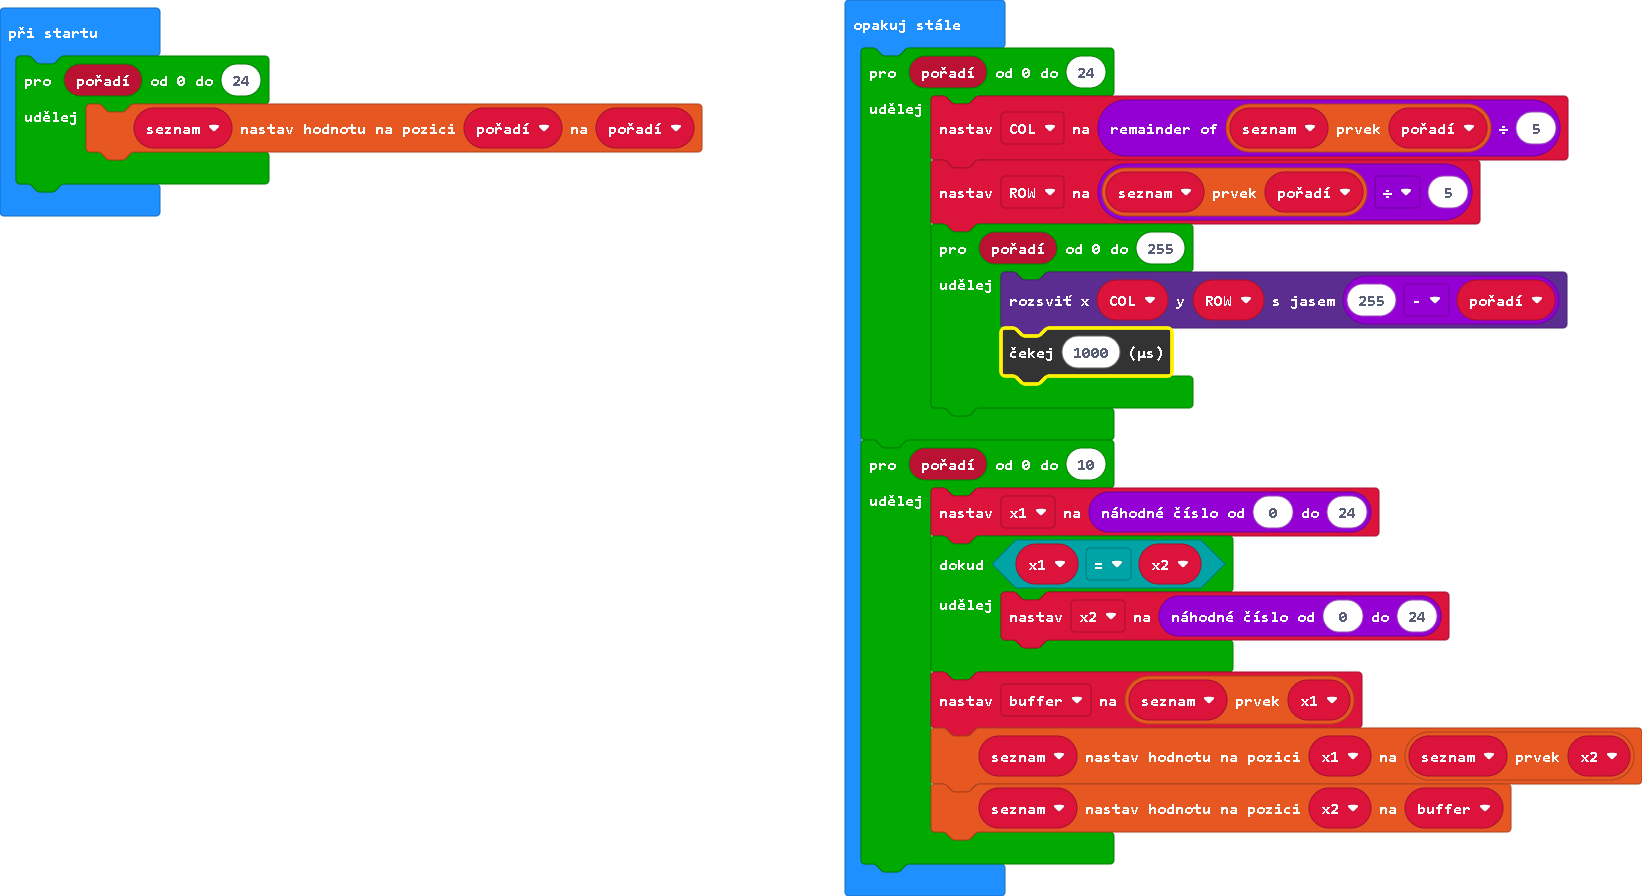 při startu
pro pořadí od 0 do 24
udělej
seznam nastav hodnotu na pozici pořadí na pořadí
opakuj stále
pro pořadí od 0 do 24
udělej
nastav COL na remainder of seznam prvek pořadí ÷ 5
nastav ROW na seznam prvek pořadí ÷ 5
pro pořadí od 0 do 255
udělej
rozsviť x COL y ROW s jasem 255 - pořadí
čekej 1000 (µs)
pro pořadí od 0 do 10
udělej
nastav x1 na náhodné číslo od 0 do 24
dokud x1 = x2
udělej
nastav x2 na náhodné číslo od 0 do 24
nastav buffer na seznam prvek x1
seznam nastav hodnotu na pozici x1 na seznam prvek x2
seznam nastav hodnotu na pozici x2 na buffer